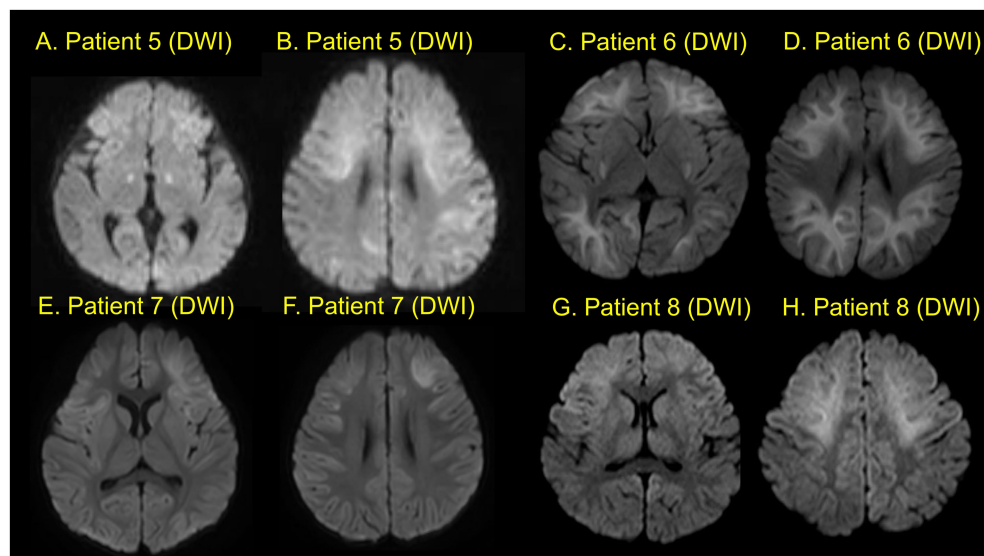 A. Patient 5 (DWI)
B. Patient 5 (DWI)
C. Patient 6 (DWI)
D. Patient 6 (DWI)
E. Patient 7 (DWI)
F. Patient 7 (DWI)
G. Patient 8 (DWI)
H. Patient 8 (DWI)